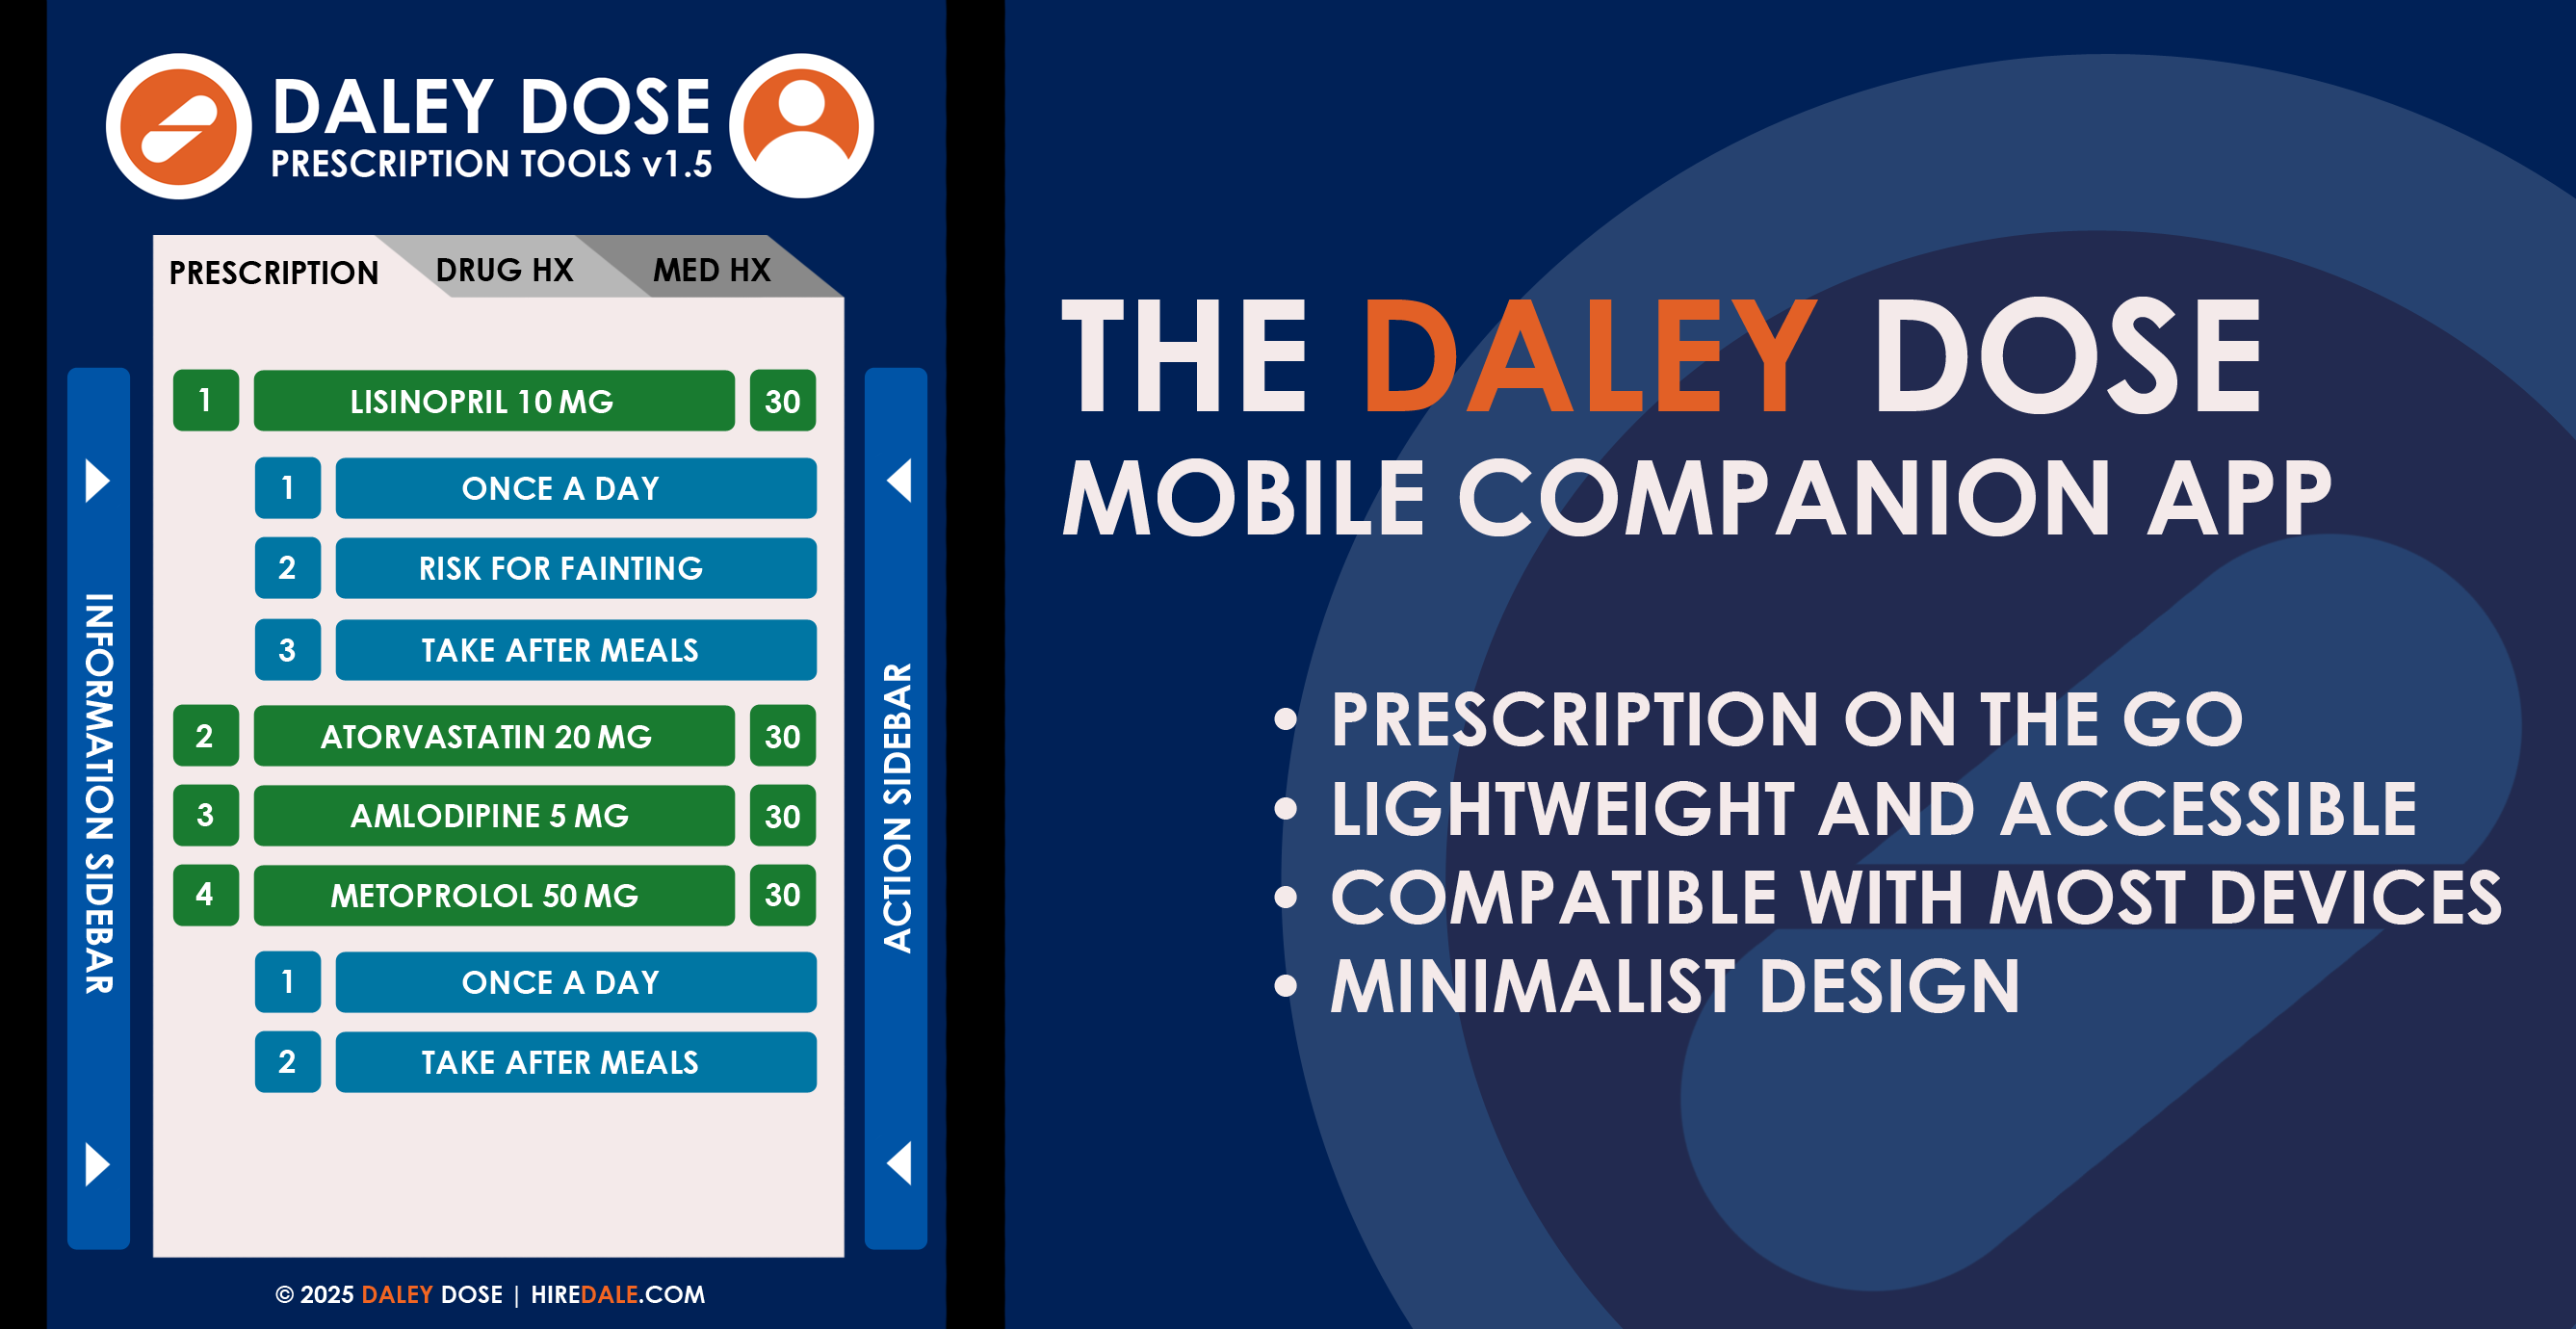 DALEY DOSE
PRESCRIPTION TOOLS v1.5
PRESCRIPTION
DRUG HX
MED HX
INFORMATION SIDEBAR
1 LISINOPRIL 10 MG 30
1 ONCE A DAY
2 RISK FOR FAINTING
3 TAKE AFTER MEALS
2 ATORVASTATIN 20 MG 30
3 AMLODIPINE 5 MG 30
4 METOPROLOL 50 MG 30
1 ONCE A DAY
2 TAKE AFTER MEALS
ACTION SIDEBAR
© 2025 DALEY DOSE | HIREDALE.COM
THE DALEY DOSE
MOBILE COMPANION APP
• PRESCRIPTION ON THE GO
• LIGHTWEIGHT AND ACCESSIBLE
• COMPATIBLE WITH MOST DEVICES
• MINIMALIST DESIGN